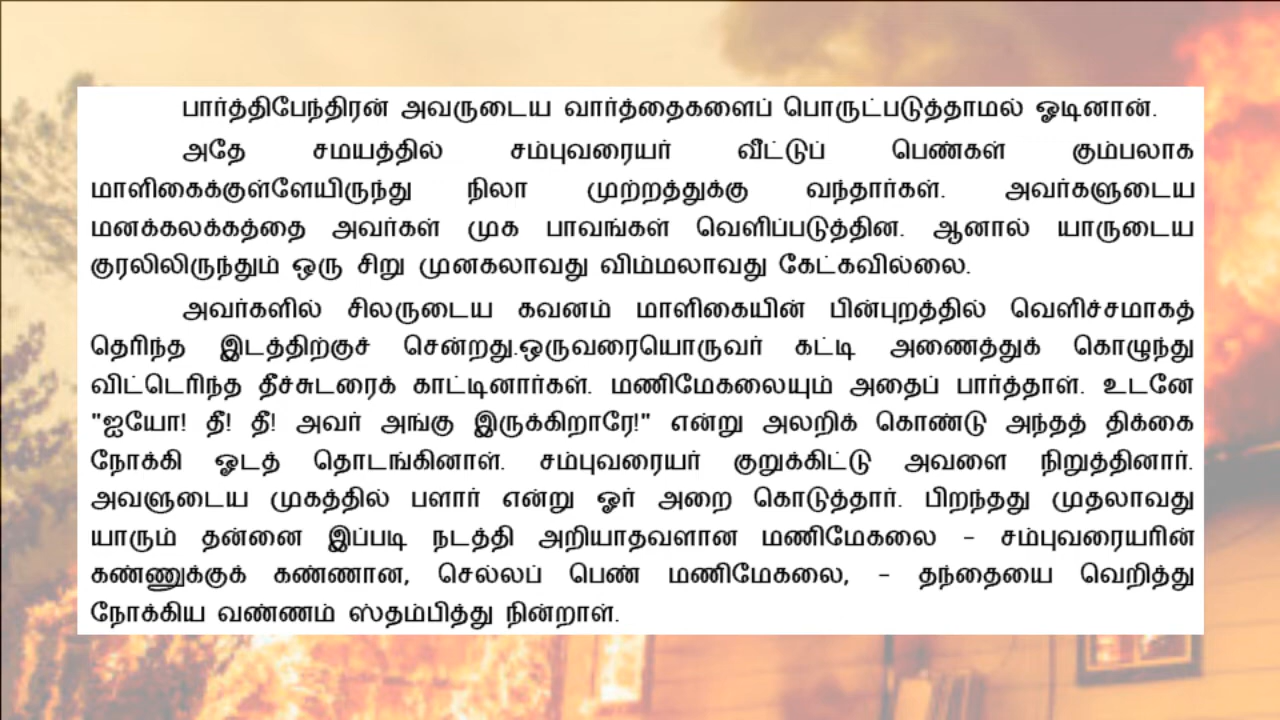 பார்த்திபேந்திரன் அவருடைய வார்த்தைகளைப் பொருட்படுத்தாமல் ஓடினான்.
அதே சமயத்தில் சம்புவரையர் வீட்டுப் பெண்கள் கும்பலாக
மாளிகைக்குள்ளேயிருந்து நிலா முற்றத்துக்கு வந்தார்கள். அவர்களுடைய
மனக்கலக்கத்தை அவர்கள் முக பாவங்கள் வெளிப்படுத்தின. ஆனால் யாருடைய
குரலிலிருந்தும் ஒரு சிறு முனகலாவது விம்மலாவது கேட்கவில்லை.
அவர்களில் சிலருடைய கவனம் மாளிகையின் பின்புறத்தில் வெளிச்சமாகத்
தெரிந்த இடத்திற்குச் சென்றது.ஒருவரையொருவர் கட்டி அணைத்துக் கொழுந்து
விட்டெரிந்த தீச்சுடரைக் காட்டினார்கள். மணிமேகலையும் அதைப் பார்த்தாள். உடனே
"ஐயோ! தீ! தீ! அவர் அங்கு இருக்கிறாரே!" என்று அலறிக் கொண்டு அந்தத் திக்கை
நோக்கி ஓடத் தொடங்கினாள். சம்புவரையர் குறுக்கிட்டு அவளை நிறுத்தினார்.
அவளுடைய முகத்தில் பளார் என்று ஓர் அறை கொடுத்தார். பிறந்தது முதலாவது
யாரும் தன்னை இப்படி நடத்தி அறியாதவளான மணிமேகலை – சம்புவரையரின்
கண்ணுக்குக் கண்ணான, செல்லப் பெண் மணிமேகலை, – தந்தையை வெறித்து
நோக்கிய வண்ணம் ஸ்தம்பித்து நின்றாள்.